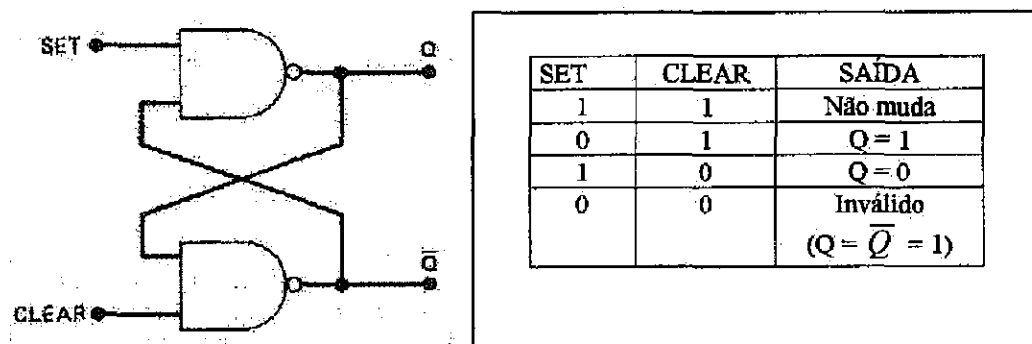 SET
Q
Q̅
CLEAR
SET CLEAR SAÍDA
1 1 Não muda
0 1 Q = 1
1 0 Q = 0
0 0 Inválido
(Q = Q̅ = 1)